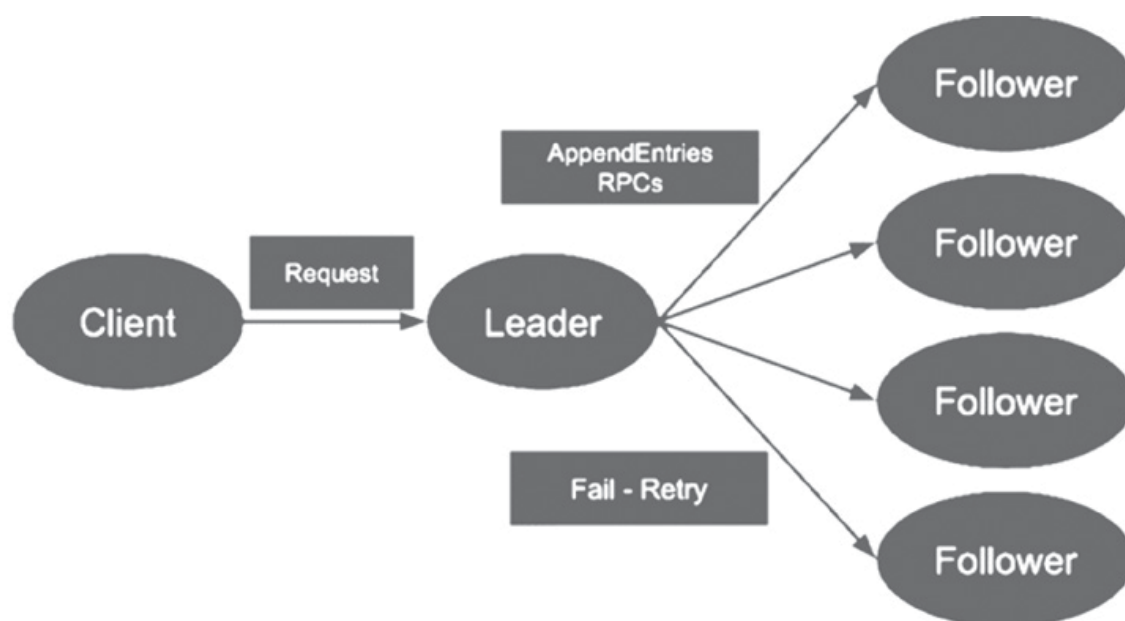 Client
Request
Leader
AppendEntries
RPCs
Fail - Retry
Follower
Follower
Follower
Follower